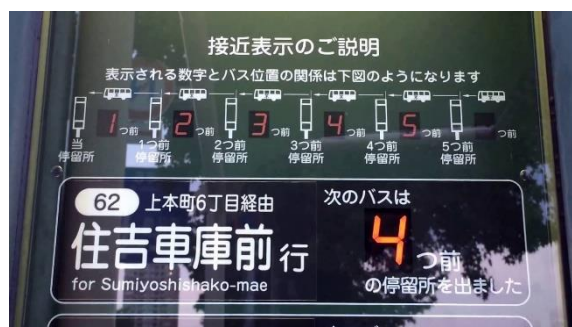 接近表示のご説明
表示される数字とバス位置の関係は下図のようになります
1つ前 2つ前 3つ前 4つ前 5つ前 つ前
当停留所 1つ前停留所 2つ前停留所 3つ前停留所 4つ前停留所 5つ前停留所
62 上本町6丁目経由
住吉車庫前行
for Sumiyoshishako-mae
次のバスは
4つ前
の停留所を出ました